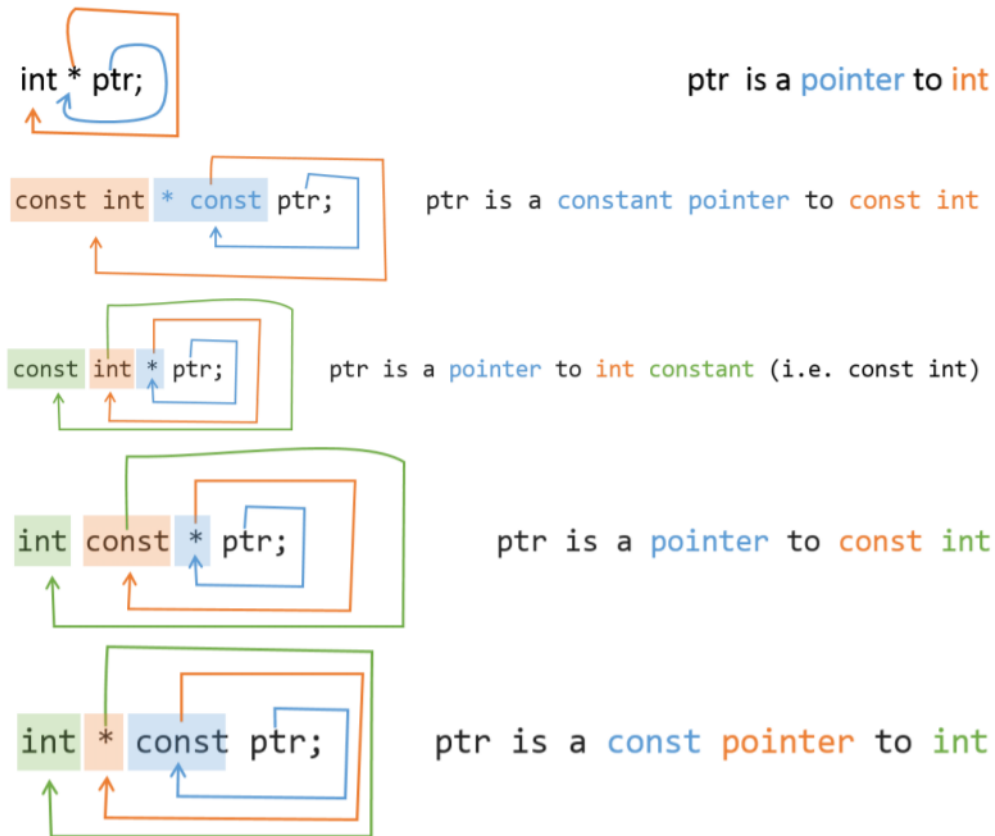 int * ptr; ptr is a pointer to int
const int * const ptr; ptr is a constant pointer to const int
const int * ptr; ptr is a pointer to int constant (i.e. const int)
int const * ptr; ptr is a pointer to const int
int * const ptr; ptr is a const pointer to int